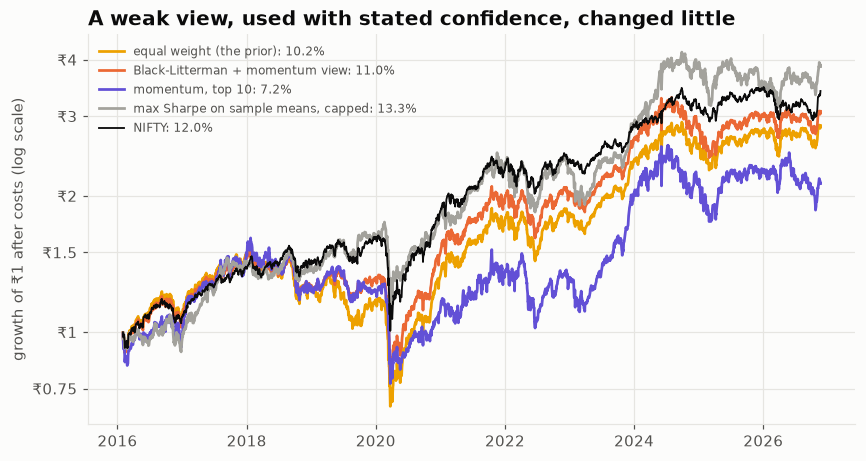 A weak view, used with stated confidence, changed little
equal weight (the prior): 10.2%
Black-Litterman + momentum view: 11.0%
momentum, top 10: 7.2%
max Sharpe on sample means, capped: 13.3%
NIFTY: 12.0%
growth of ₹1 after costs (log scale)
₹4
₹3
₹2
₹1.5
₹1
₹0.75
2016 2018 2020 2022 2024 2026